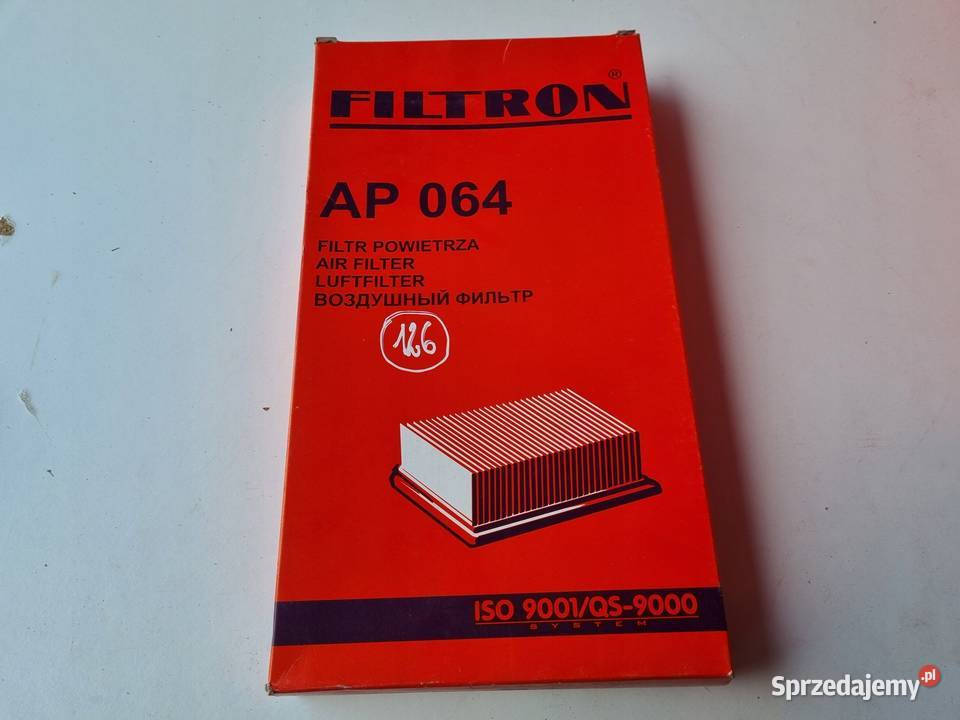 FILTRON®
AP 064
FILTR POWIETRZA
AIR FILTER
LUFTFILTER
ВОЗДУШНЫЙ ФИЛЬТР
126
ISO 9001/QS-9000
SYSTEM
Sprzedajemy.pl